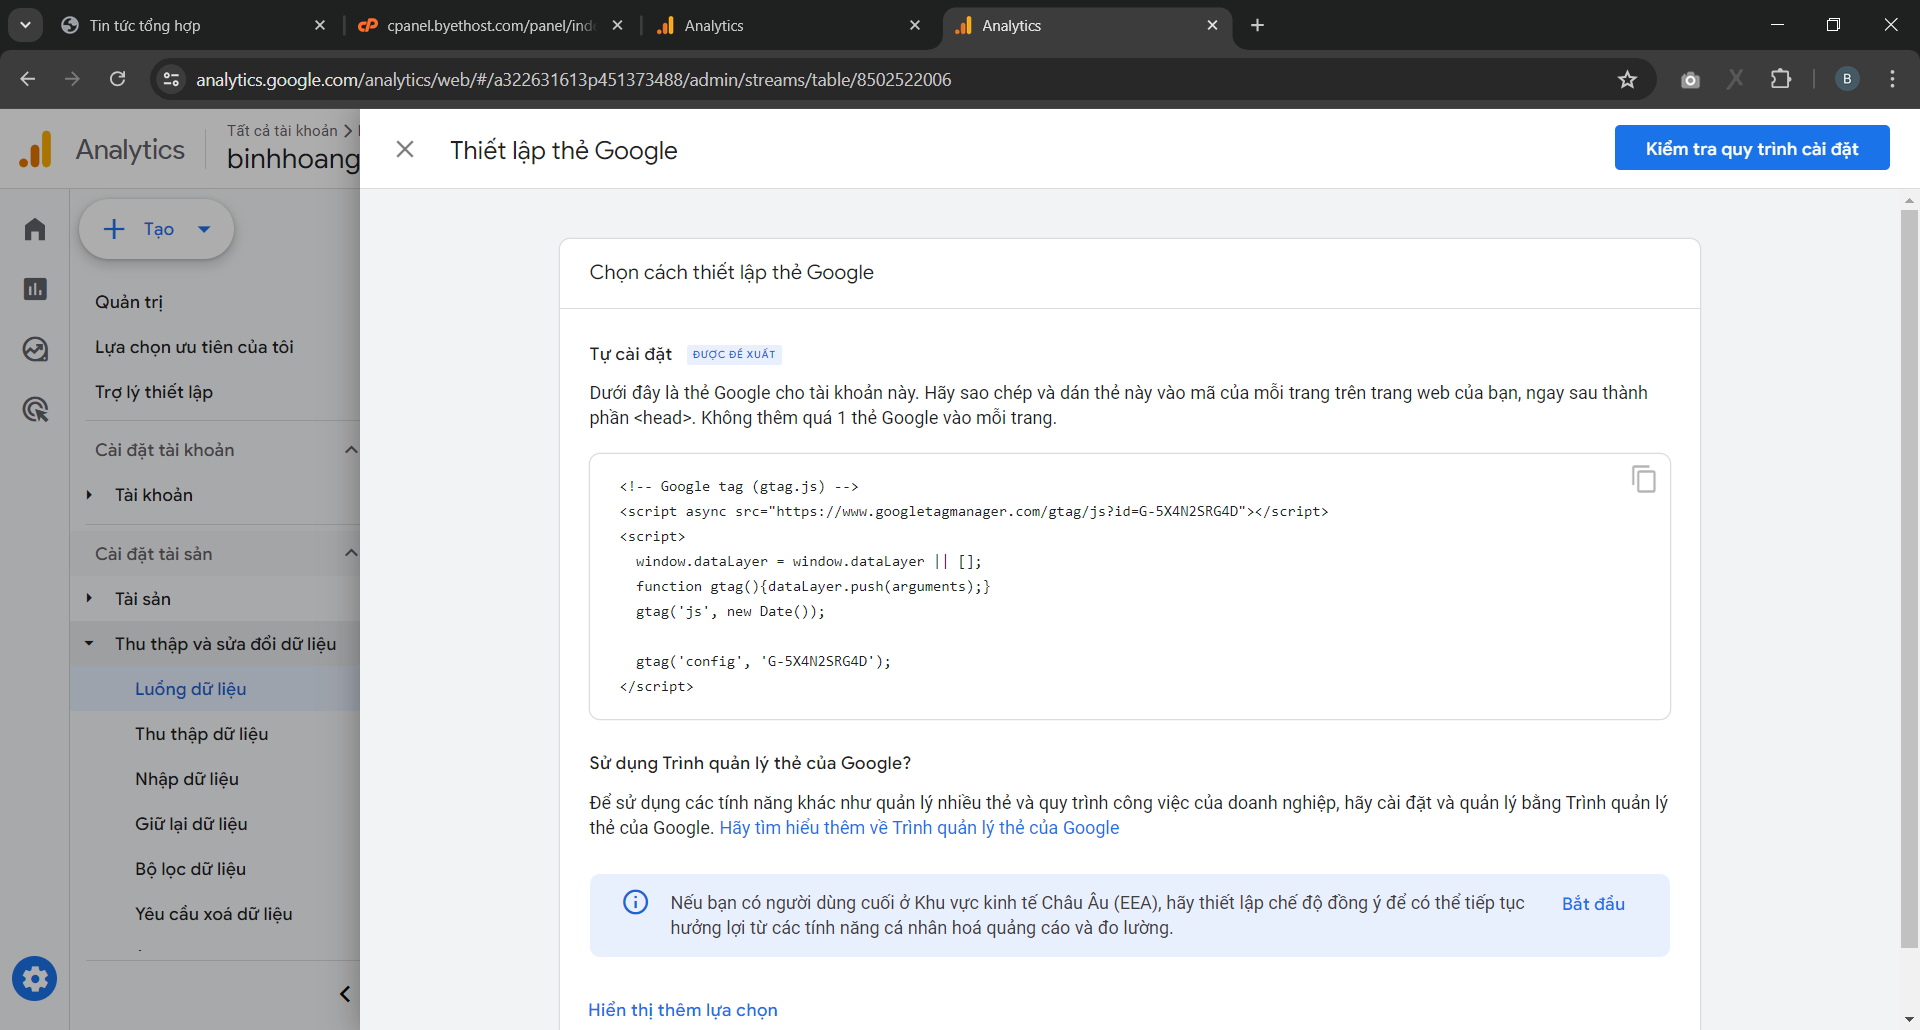 Tin tức tổng hợp
cpanel.byethost.com/panel/ind
Analytics
Analytics
analytics.google.com/analytics/web/#/a322631613p451373488/admin/streams/table/8502522006
B
Analytics
Tất cả tài khoản
binhhoang
Thiết lập thẻ Google
Kiểm tra quy trình cài đặt
Tạo
Quản trị
Lựa chọn ưu tiên của tôi
Trợ lý thiết lập
Cài đặt tài khoản
Tài khoản
Cài đặt tài sản
Tài sản
Thu thập và sửa đổi dữ liệu
Luồng dữ liệu
Thu thập dữ liệu
Nhập dữ liệu
Giữ lại dữ liệu
Bộ lọc dữ liệu
Yêu cầu xoá dữ liệu
Chọn cách thiết lập thẻ Google
Tự cài đặt ĐƯỢC ĐỀ XUẤT
Dưới đây là thẻ Google cho tài khoản này. Hãy sao chép và dán thẻ này vào mã của mỗi trang trên trang web của bạn, ngay sau thành
phần <head>. Không thêm quá 1 thẻ Google vào mỗi trang.
<!-- Google tag (gtag.js) -->
<script async src="https://www.googletagmanager.com/gtag/js?id=G-5X4N2SRG4D"></script>
<script>
window.dataLayer = window.dataLayer || [];
function gtag(){dataLayer.push(arguments);}
gtag('js', new Date());
gtag('config', 'G-5X4N2SRG4D');
</script>
Sử dụng Trình quản lý thẻ của Google?
Để sử dụng các tính năng khác như quản lý nhiều thẻ và quy trình công việc của doanh nghiệp, hãy cài đặt và quản lý bằng Trình quản lý
thẻ của Google. Hãy tìm hiểu thêm về Trình quản lý thẻ của Google
Nếu bạn có người dùng cuối ở Khu vực kinh tế Châu Âu (EEA), hãy thiết lập chế độ đồng ý để có thể tiếp tục
hưởng lợi từ các tính năng cá nhân hoá quảng cáo và đo lường.
Bắt đầu
Hiển thị thêm lựa chọn